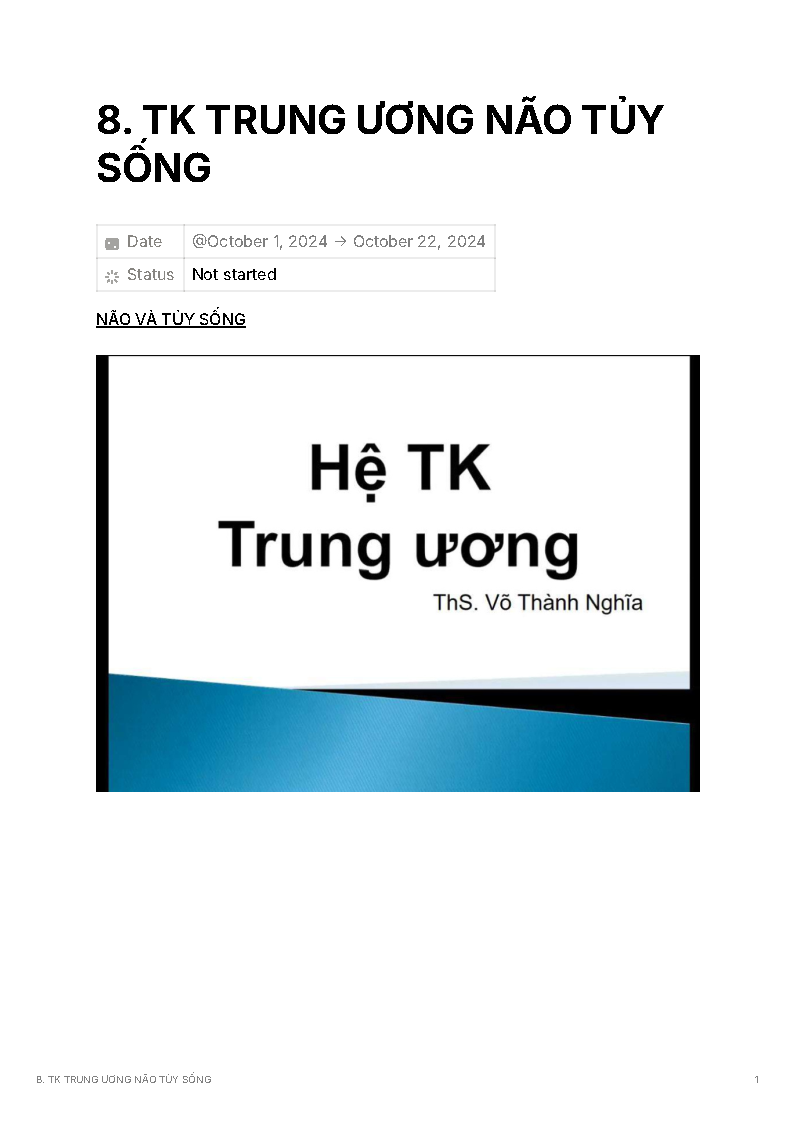 8. TK TRUNG ƯƠNG NÃO TỦY
SỐNG
Date @October 1, 2024 → October 22, 2024
Status Not started
NÃO VÀ TỦY SỐNG
Hệ TK
Trung ương
ThS. Võ Thành Nghĩa
8. TK TRUNG ƯƠNG NÃO TỦY SỐNG 1